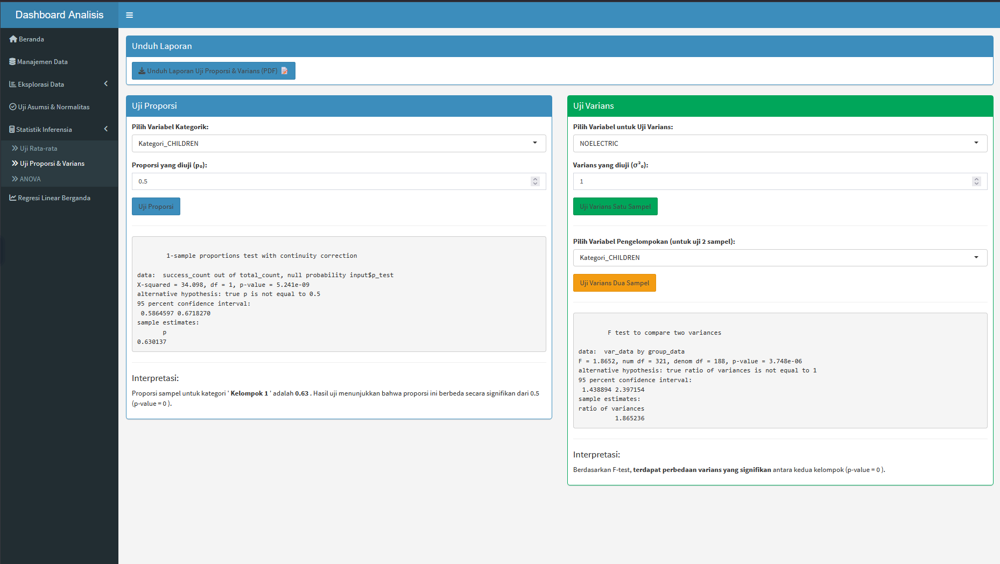 Dashboard Analisis
Beranda
Manajemen Data
Eksplorasi Data
Uji Asumsi & Normalitas
Statistik Inferensia
Uji Rata-rata
Uji Proporsi & Varians
ANOVA
Regresi Linear Berganda
Unduh Laporan
Unduh Laporan Uji Proporsi & Varians (PDF)
Uji Proporsi
Pilih Variabel Kategorik:
Kategori_CHILDREN
Proporsi yang diuji (p₀):
0.5
Uji Proporsi
1-sample proportions test with continuity correction
data:  success_count out of total_count, null probability input$p_test
X-squared = 34.098, df = 1, p-value = 5.241e-09
alternative hypothesis: true p is not equal to 0.5
95 percent confidence interval:
0.5864597 0.6718270
sample estimates:
p
0.630137
Interpretasi:
Proporsi sampel untuk kategori ' Kelompok 1 ' adalah 0.63 . Hasil uji menunjukkan bahwa proporsi ini berbeda secara signifikan dari 0.5
(p-value = 0 ).
Uji Varians
Pilih Variabel untuk Uji Varians:
NOELECTRIC
Varians yang diuji (σ²₀):
1
Uji Varians Satu Sampel
Pilih Variabel Pengelompokan (untuk uji 2 sampel):
Kategori_CHILDREN
Uji Varians Dua Sampel
F test to compare two variances
data:  var_data by group_data
F = 1.8652, num df = 321, denom df = 188, p-value = 3.748e-06
alternative hypothesis: true ratio of variances is not equal to 1
95 percent confidence interval:
1.438894 2.397154
sample estimates:
ratio of variances
1.865236
Interpretasi:
Berdasarkan F-test, terdapat perbedaan varians yang signifikan antara kedua kelompok (p-value = 0 ).